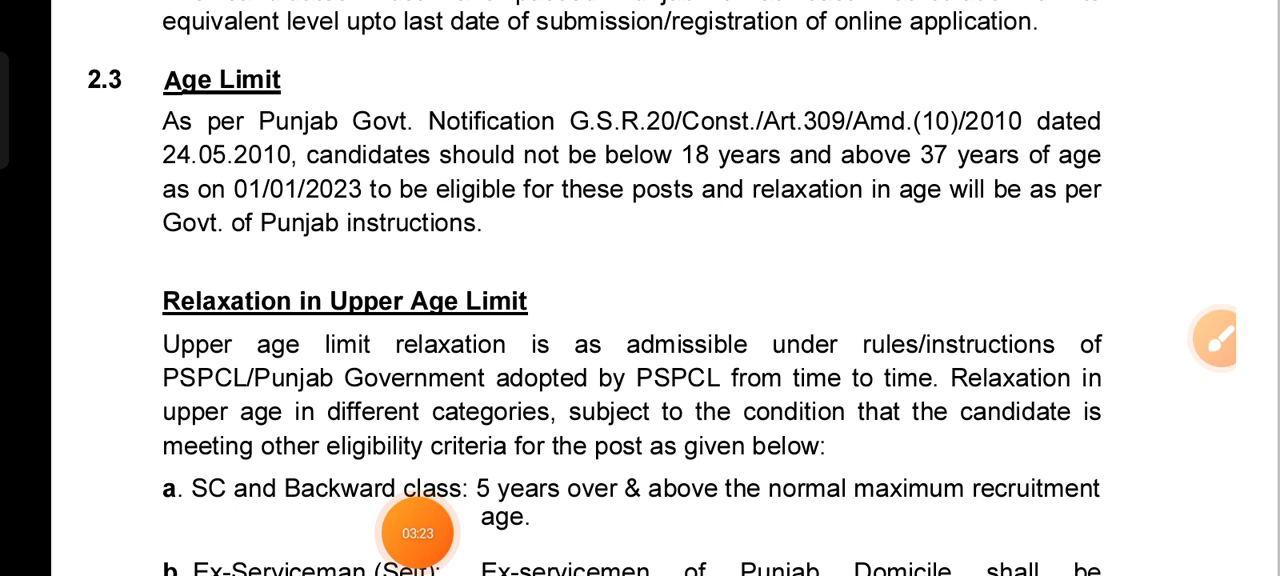 equivalent level upto last date of submission/registration of online application.
2.3 Age Limit
As per Punjab Govt. Notification G.S.R.20/Const./Art.309/Amd.(10)/2010 dated
24.05.2010, candidates should not be below 18 years and above 37 years of age
as on 01/01/2023 to be eligible for these posts and relaxation in age will be as per
Govt. of Punjab instructions.
Relaxation in Upper Age Limit
Upper age limit relaxation is as admissible under rules/instructions of
PSPCL/Punjab Government adopted by PSPCL from time to time. Relaxation in
upper age in different categories, subject to the condition that the candidate is
meeting other eligibility criteria for the post as given below:
a. SC and Backward class: 5 years over & above the normal maximum recruitment
age.
03:23
b. Ex-Serviceman (Self): Ex-servicemen of Punjab Domicile shall be